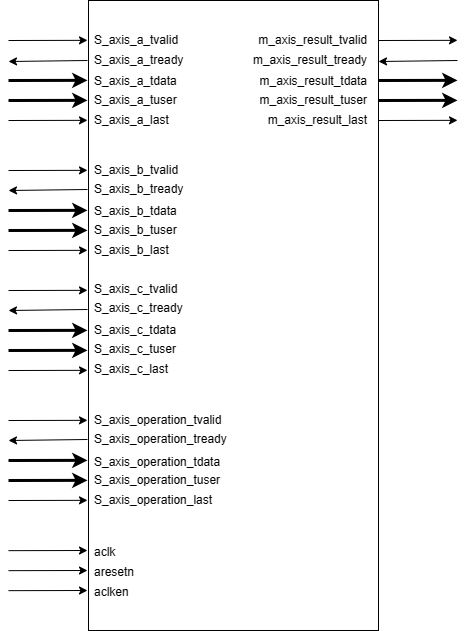 S_axis_a_tvalid
S_axis_a_tready
S_axis_a_tdata
S_axis_a_tuser
S_axis_a_last
m_axis_result_tvalid
m_axis_result_tready
m_axis_result_tdata
m_axis_result_tuser
m_axis_result_last
S_axis_b_tvalid
S_axis_b_tready
S_axis_b_tdata
S_axis_b_tuser
S_axis_b_last
S_axis_c_tvalid
S_axis_c_tready
S_axis_c_tdata
S_axis_c_tuser
S_axis_c_last
S_axis_operation_tvalid
S_axis_operation_tready
S_axis_operation_tdata
S_axis_operation_tuser
S_axis_operation_last
aclk
aresetn
aclken